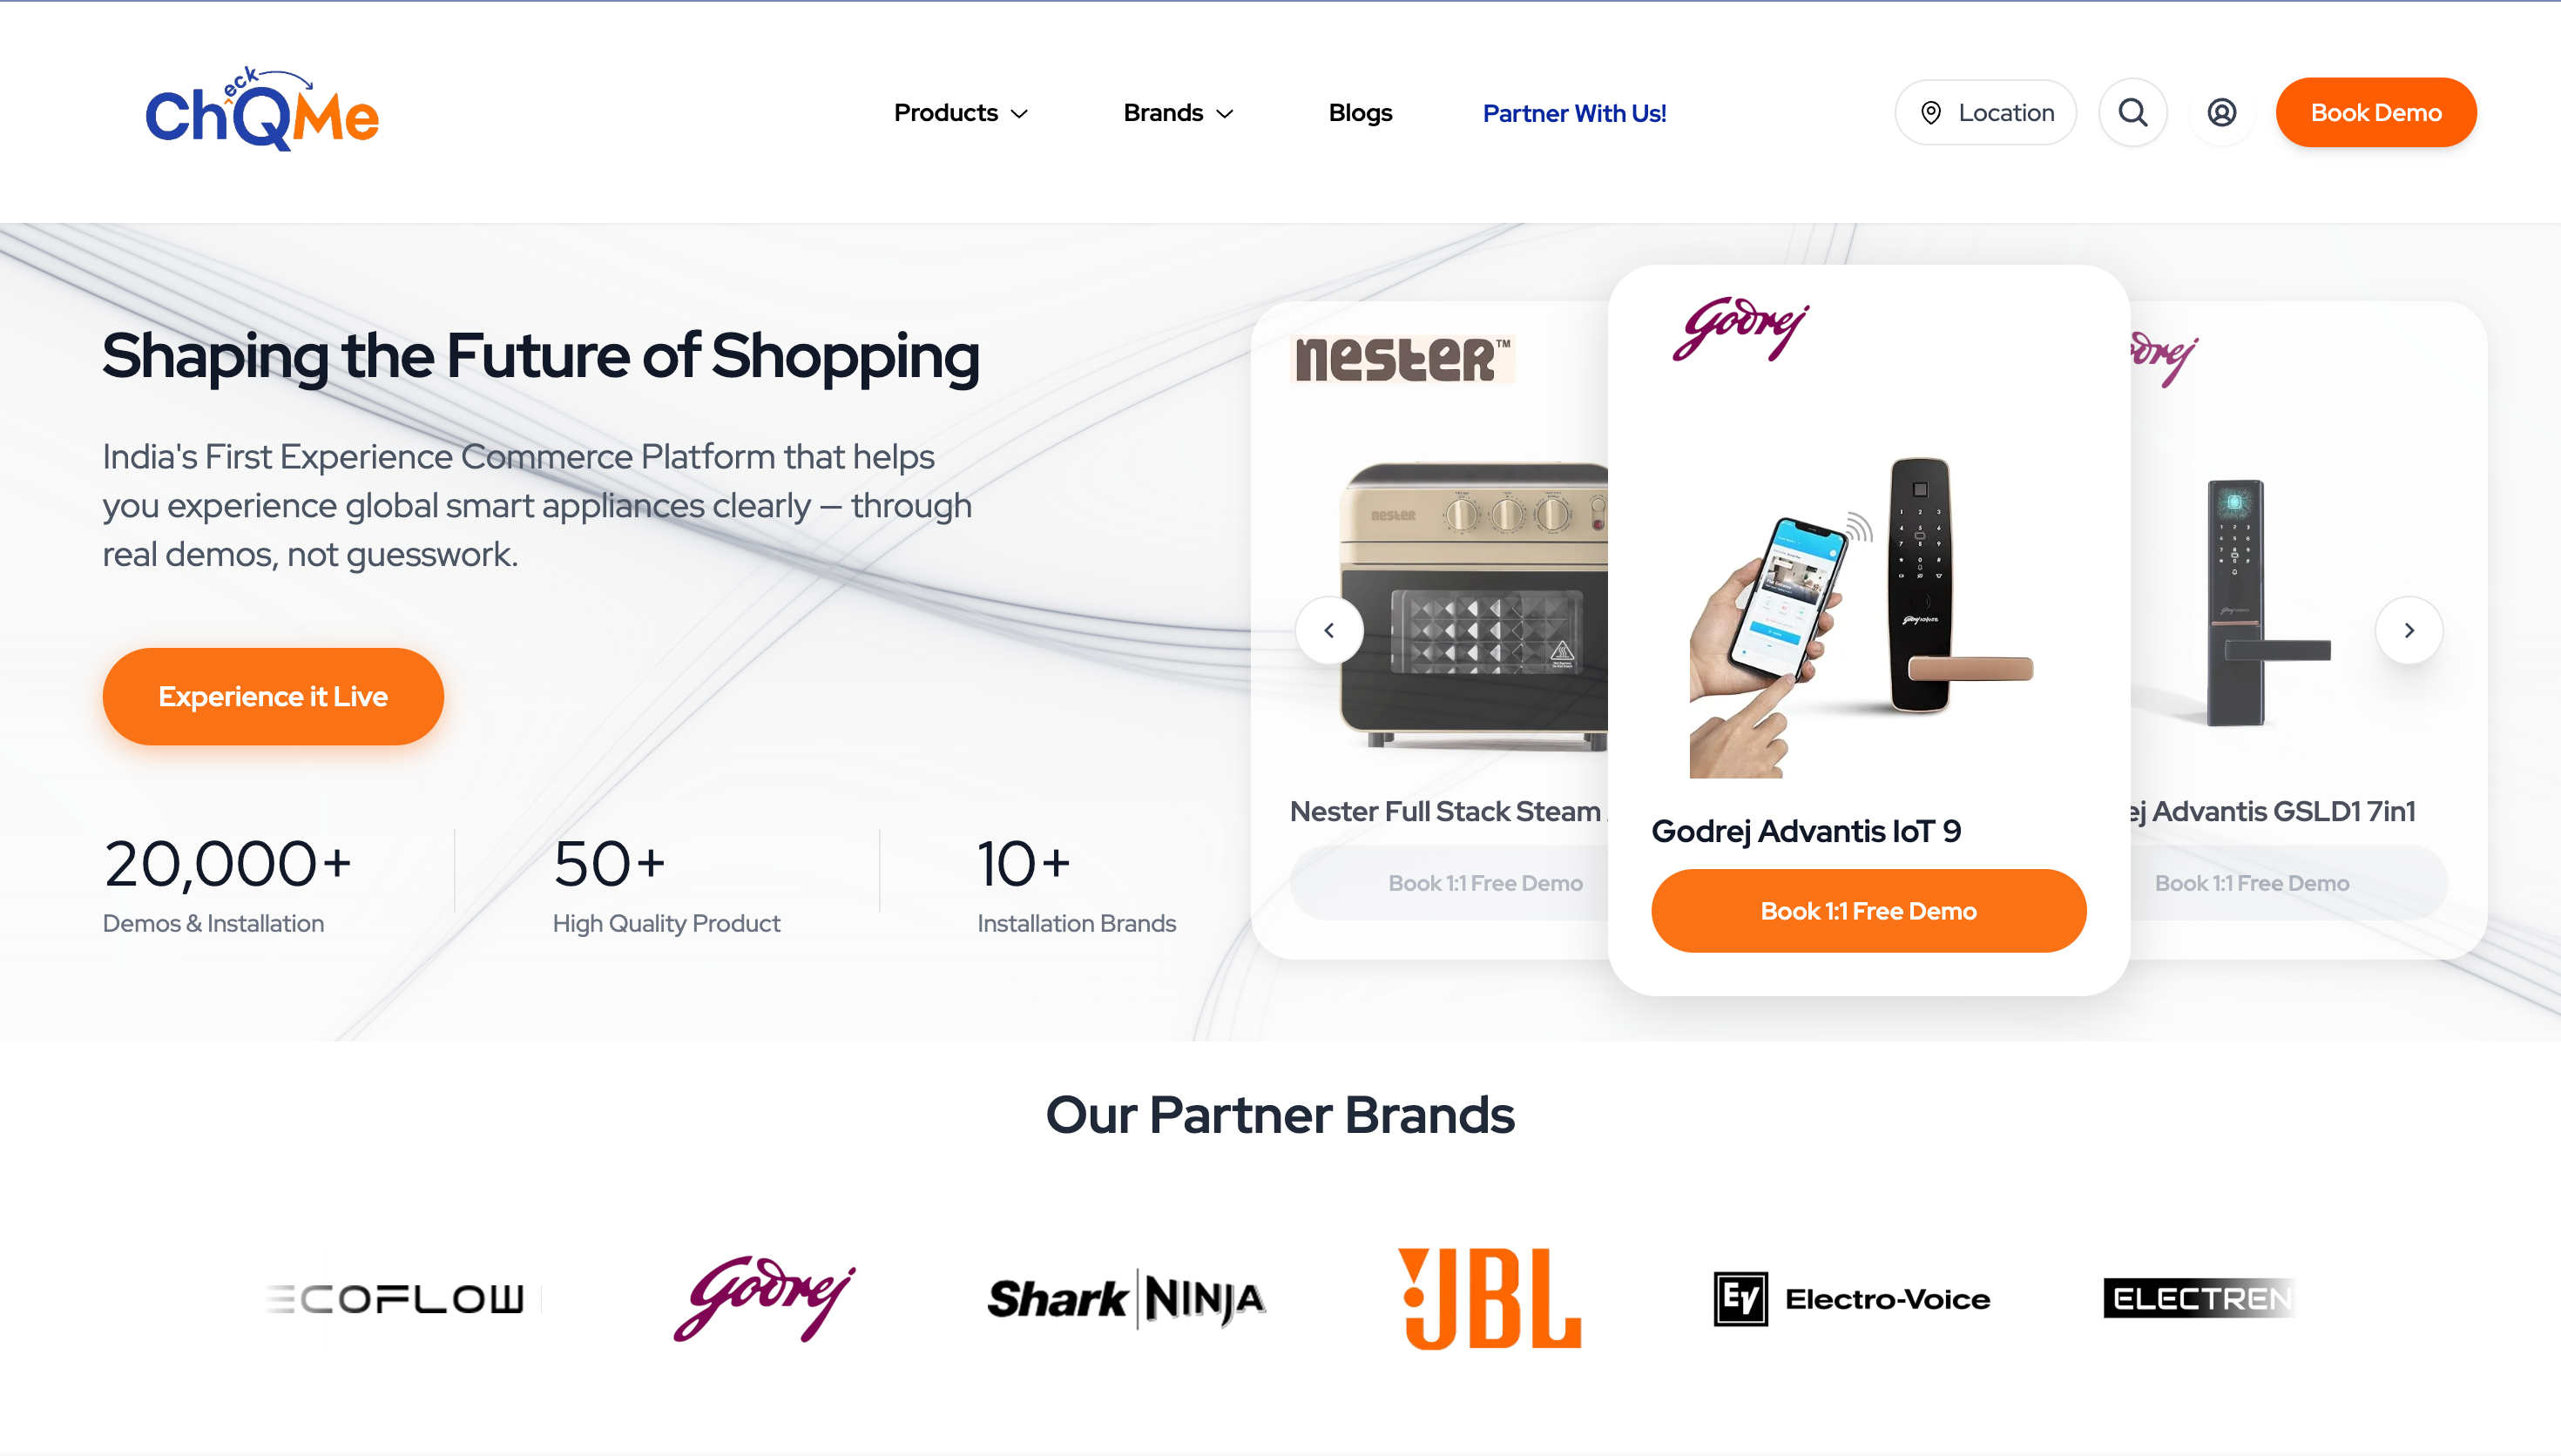 Check
ChQMe
Products
Brands
Blogs
Partner With Us!
Location
Book Demo
Shaping the Future of Shopping
India's First Experience Commerce Platform that helps
you experience global smart appliances clearly — through
real demos, not guesswork.
Experience it Live
20,000+
Demos & Installation
50+
High Quality Product
10+
Installation Brands
nester™
nester
Nester Full Stack Steam
Book 1:1 Free Demo
Godrej
Godrej ADVANTIS
Godrej Advantis IoT 9
Book 1:1 Free Demo
drej
ej Advantis GSLD1 7in1
Book 1:1 Free Demo
Our Partner Brands
ECOFLOW
Godrej
Shark NINJA
JBL
EV Electro-Voice
ELECTREN